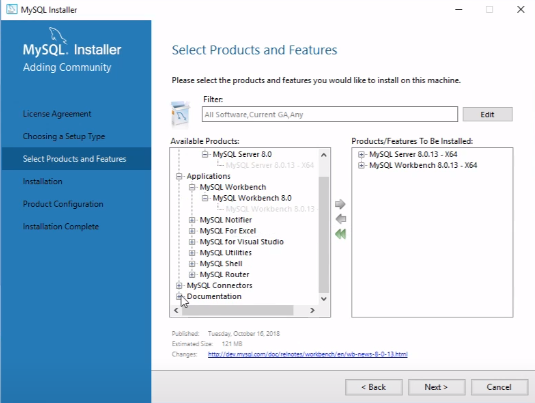 MySQL Installer
MySQL. Installer
Adding Community
License Agreement
Choosing a Setup Type
Select Products and Features
Installation
Product Configuration
Installation Complete
Select Products and Features
Please select the products and features you would like to install on this machine.
Filter:
All Software,Current GA,Any
Edit
Available Products:
MySQL Server 8.0
MySQL Server 8.0.13 - X64
Applications
MySQL Workbench
MySQL Workbench 8.0
MySQL Workbench 8.0.13 -
MySQL Notifier
MySQL For Excel
MySQL for Visual Studio
MySQL Utilities
MySQL Shell
MySQL Router
MySQL Connectors
Documentation
Products/Features To Be Installed:
MySQL Server 8.0.13 - X64
MySQL Workbench 8.0.13 - X64
Published: Tuesday, October 16, 2018
Estimated Size: 121 MB
Changes: http://dev.mysql.com/doc/relnotes/workbench/en/wb-news-8-0-13.html
< Back
Next >
Cancel